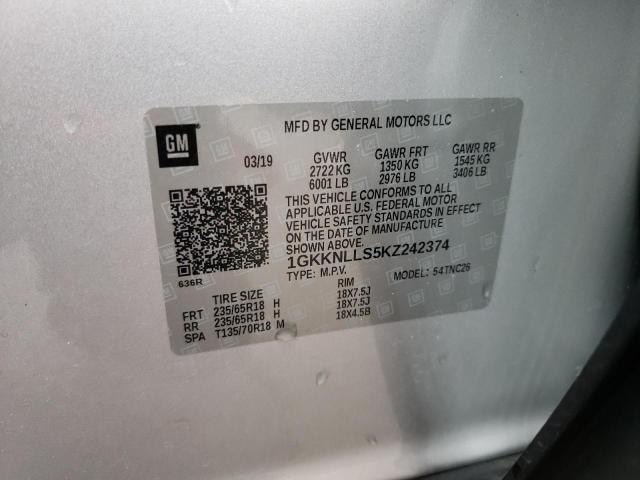 MFD BY GENERAL MOTORS LLC
GM
03/19 GVWR GAWR FRT GAWR RR
2722 KG 1350 KG 1545 KG
6001 LB 2976 LB 3406 LB
THIS VEHICLE CONFORMS TO ALL
APPLICABLE U.S. FEDERAL MOTOR
VEHICLE SAFETY STANDARDS IN EFFECT
ON THE DATE OF MANUFACTURE
SHOWN ABOVE.
1GKKNLLS5KZ242374
636R
TYPE: M.P.V. MODEL: 54TNC26
TIRE SIZE RIM
FRT 235/65R18 H 18X7.5J
RR 235/65R18 H 18X7.5J
SPA T135/70R18 M 18X4.5B